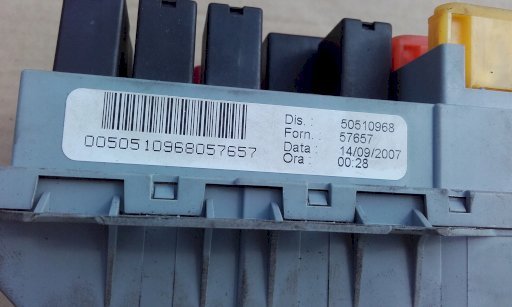 0050510968057657
Dis. : 50510968
Forn. : 57657
Data : 14/09/2007
Ora : 00:28